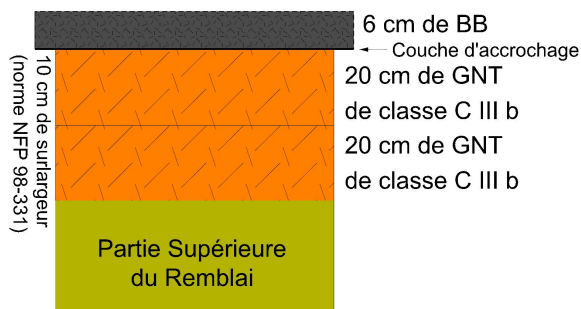 6 cm de BB
Couche d'accrochage
10 cm de surlargeur
(norme NFP 98-331)
20 cm de GNT
de classe C III b
20 cm de GNT
de classe C III b
Partie Supérieure
du Remblai